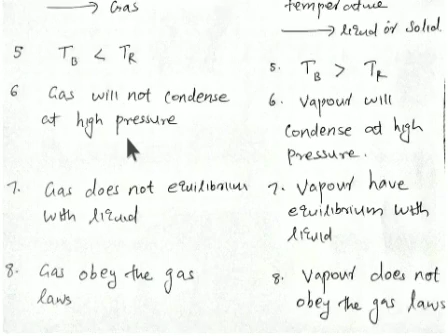 → Gas
5 T_B < T_R
6 Gas will not condense
at high pressure
7. Gas does not equilibrium
with liquid
8. Gas obey the gas
laws
temperature
→ liquid or solid.
5. T_B > T_R
6. Vapour will
condense at high
pressure.
7. Vapour have
equilibrium with
liquid
8. Vapour does not
obey the gas laws